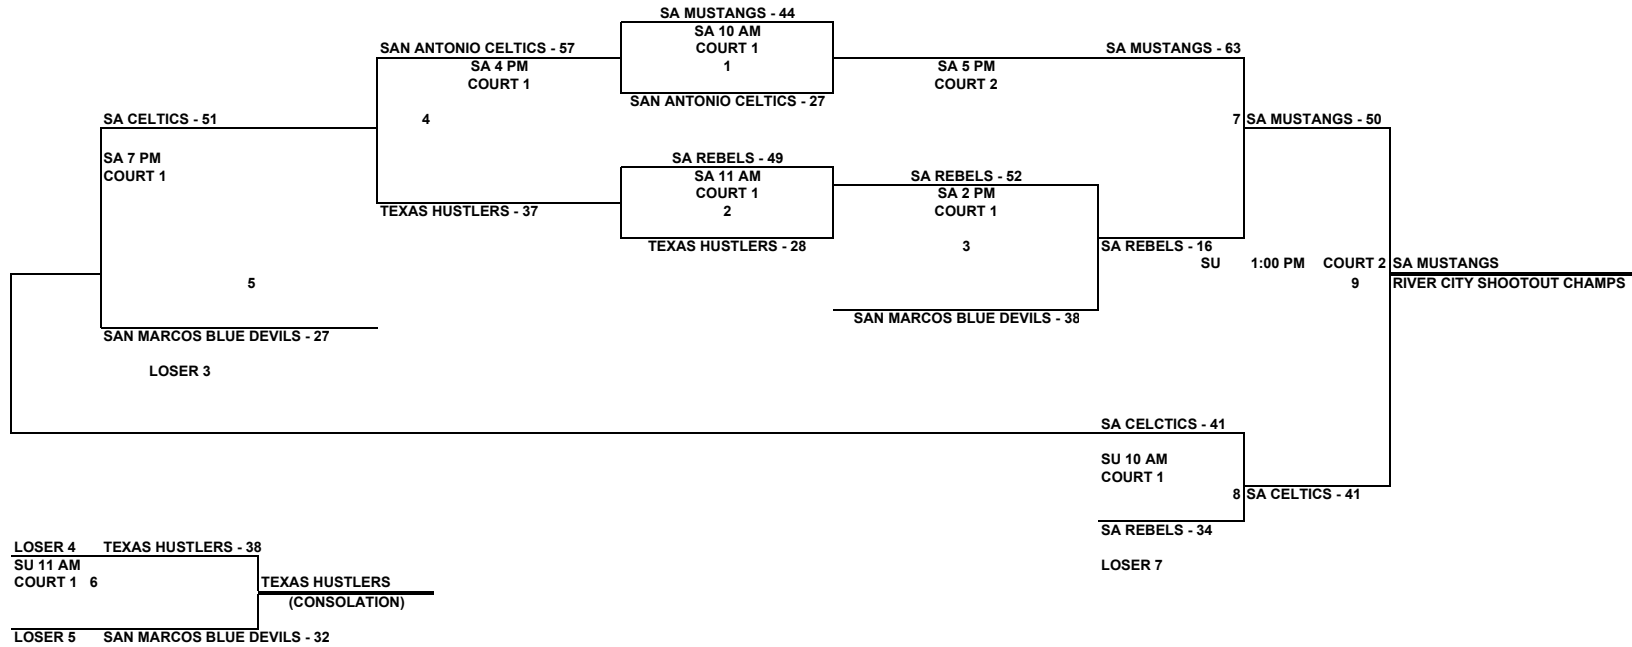 SA MUSTANGS - 44
SA 10 AM
SAN ANTONIO CELTICS - 57
COURT 1
SA MUSTANGS - 63
SA 4 PM
1
SA 5 PM
COURT 1
COURT 2
SAN ANTONIO CELTICS - 27
SA CELTICS - 51
4
7 SA MUSTANGS - 50
SA 7 PM
SA REBELS - 49
COURT 1
SA 11 AM
SA REBELS - 52
COURT 1
SA 2 PM
TEXAS HUSTLERS - 37
2
COURT 1
TEXAS HUSTLERS - 28
3
SA REBELS - 16
SU 1:00 PM COURT 2 SA MUSTANGS
5
9 RIVER CITY SHOOTOUT CHAMPS
SAN MARCOS BLUE DEVILS - 38
SAN MARCOS BLUE DEVILS - 27
LOSER 3
SA CELCTICS - 41
SU 10 AM
COURT 1
8 SA CELTICS - 41
SA REBELS - 34
LOSER 4 TEXAS HUSTLERS - 38
SU 11 AM
LOSER 7
COURT 1 6 TEXAS HUSTLERS
(CONSOLATION)
LOSER 5 SAN MARCOS BLUE DEVILS - 32